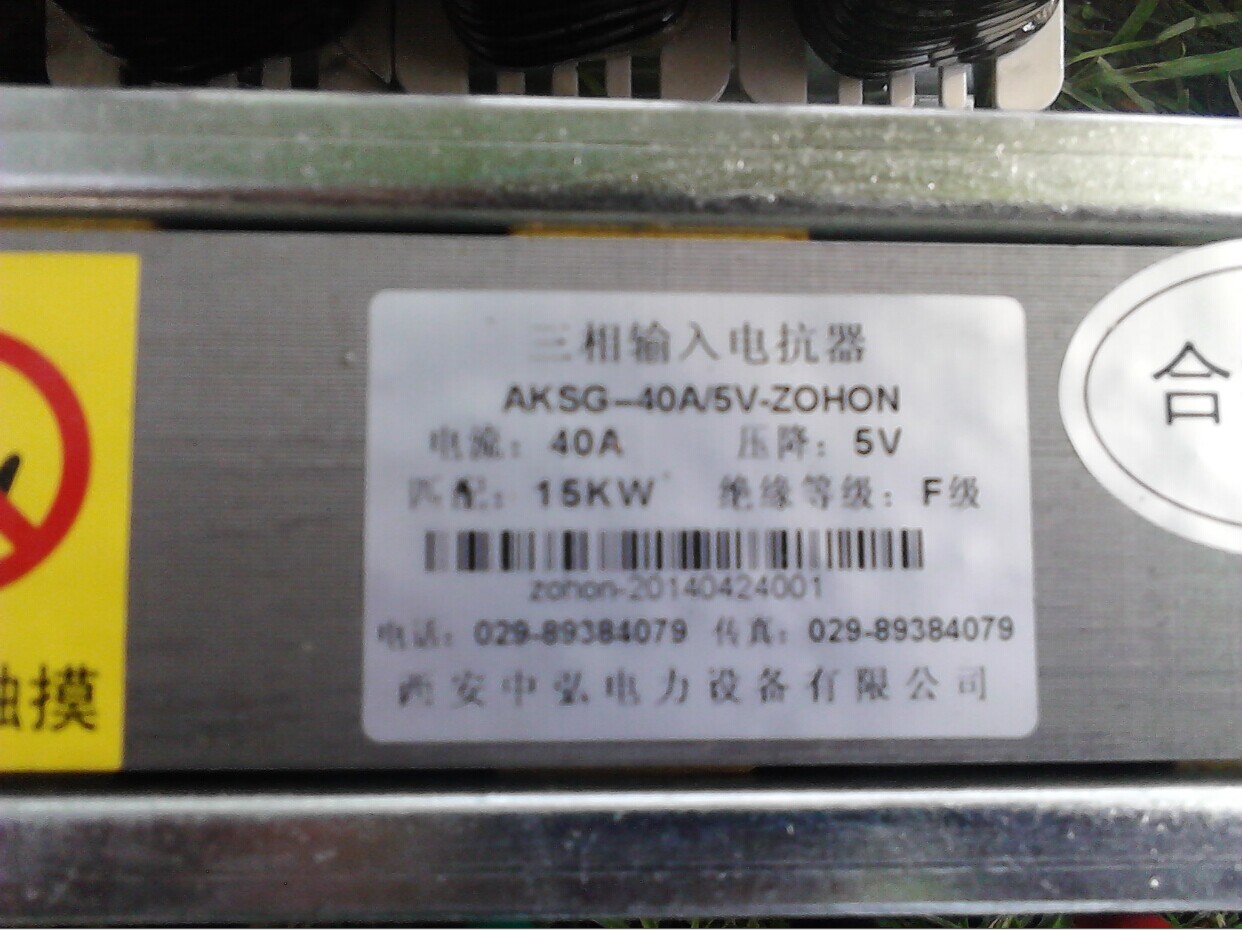 三相输入电抗器
AKSG-40A/5V-ZOHON
电流：40A 压降：5V
匹配：15KW 绝缘等级：F级
zohon-20140424001
电话：029-89384079 传真：029-89384079
西安中弘电力设备有限公司
合
触摸